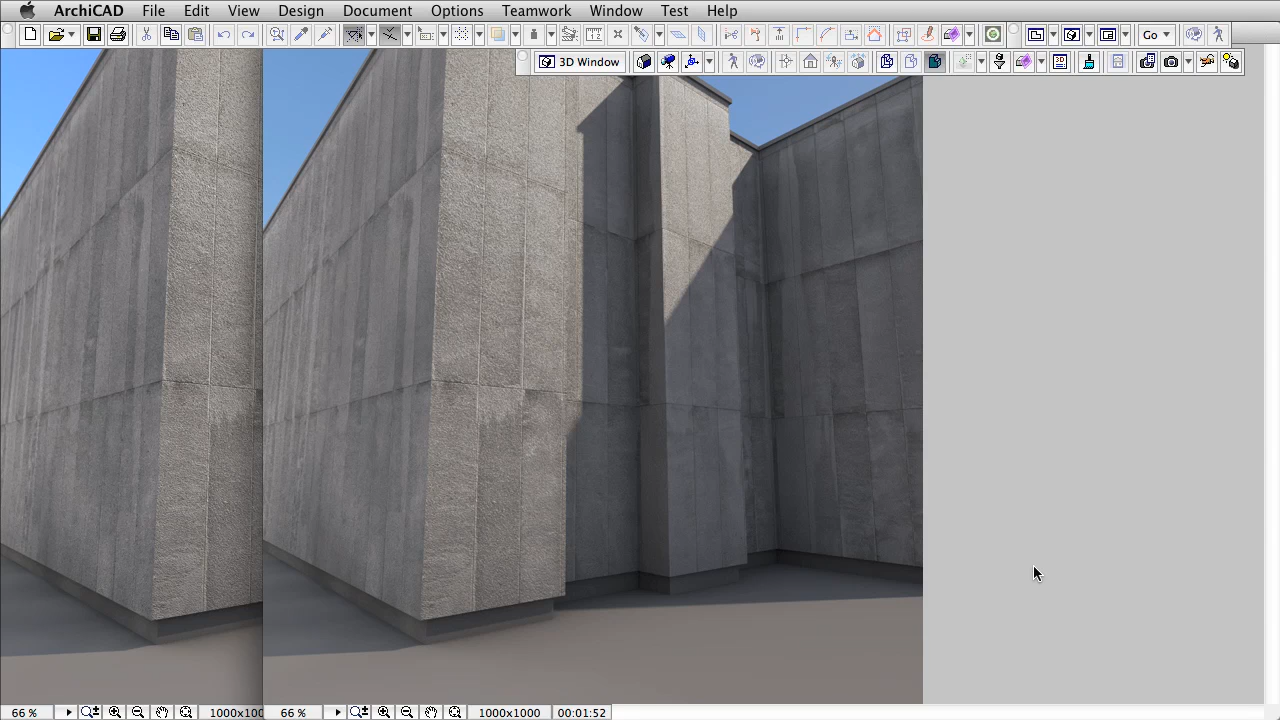 ArchiCAD File Edit View Design Document Options Teamwork Window Test Help
Go
3D Window
66 % 1000x100 66 % 1000x1000 00:01:52